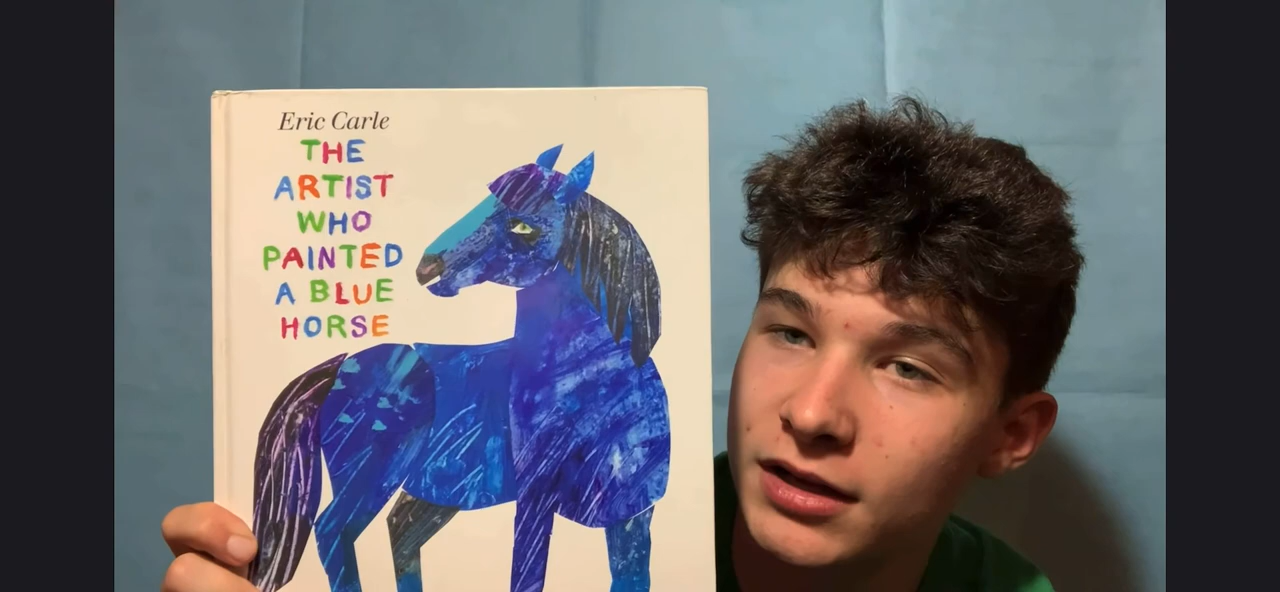 Eric Carle
THE
ARTIST
WHO
PAINTED
A BLUE
HORSE